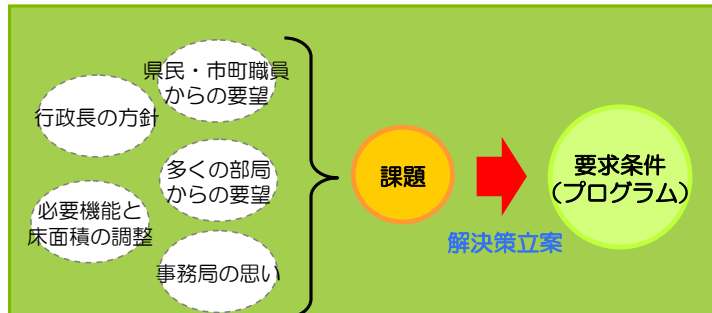 県民・市町職員
からの要望
行政長の方針
多くの部局
からの要望
必要機能と
床面積の調整
事務局の思い
課題
解決策立案
要求条件
（プログラム）